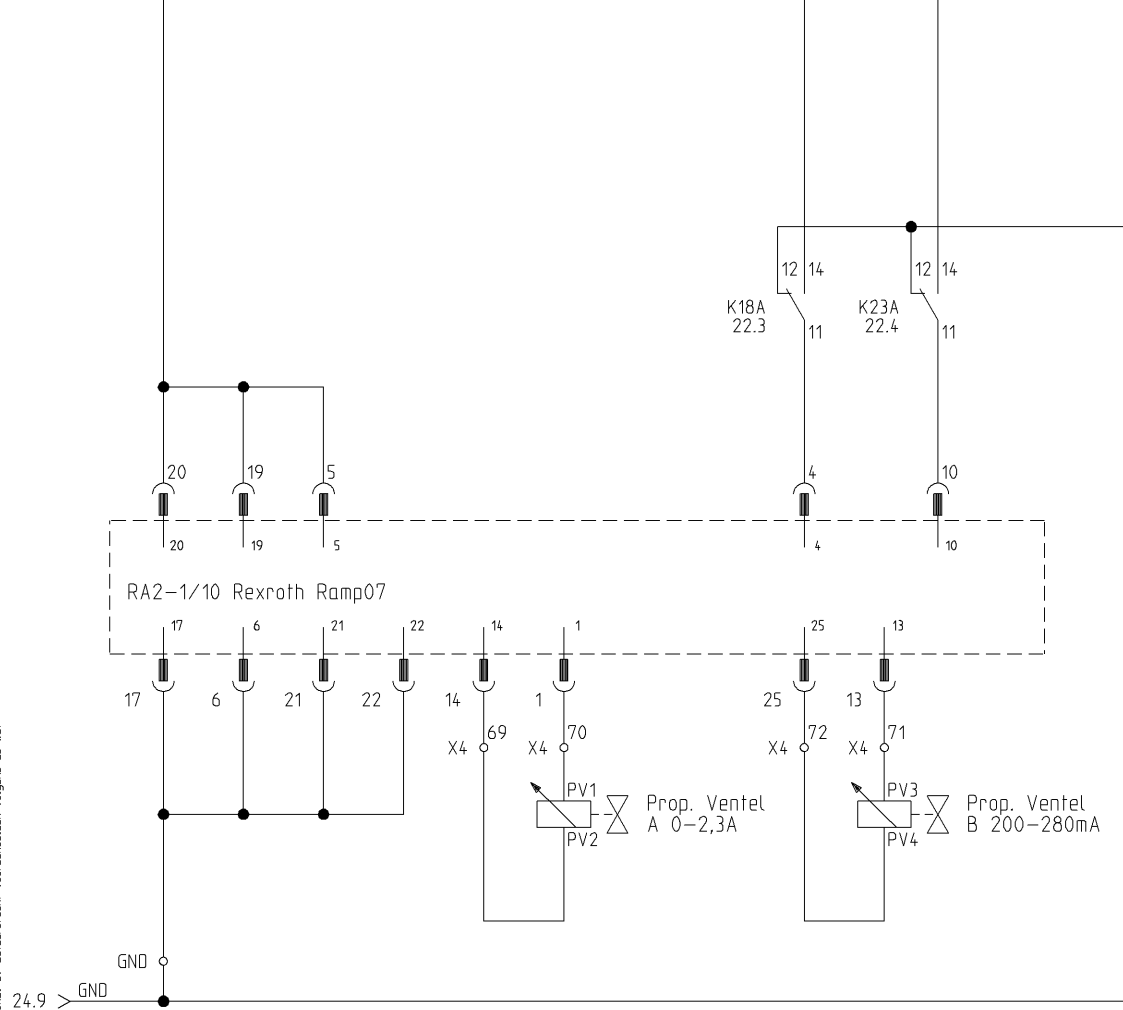 12 14
12 14
K18A
22.3
K23A
22.4
11
11
20
19
5
4
10
20
19
5
4
10
RA2-1/10 Rexroth Ramp07
17
6
21
22
14
1
25
13
17
6
21
22
14
1
25
13
69
70
72
71
X4
X4
X4
X4
PV1
PV2
Prop. Ventel
A 0-2,3A
PV3
PV4
Prop. Ventel
B 200-280mA
GND
GND
24.9